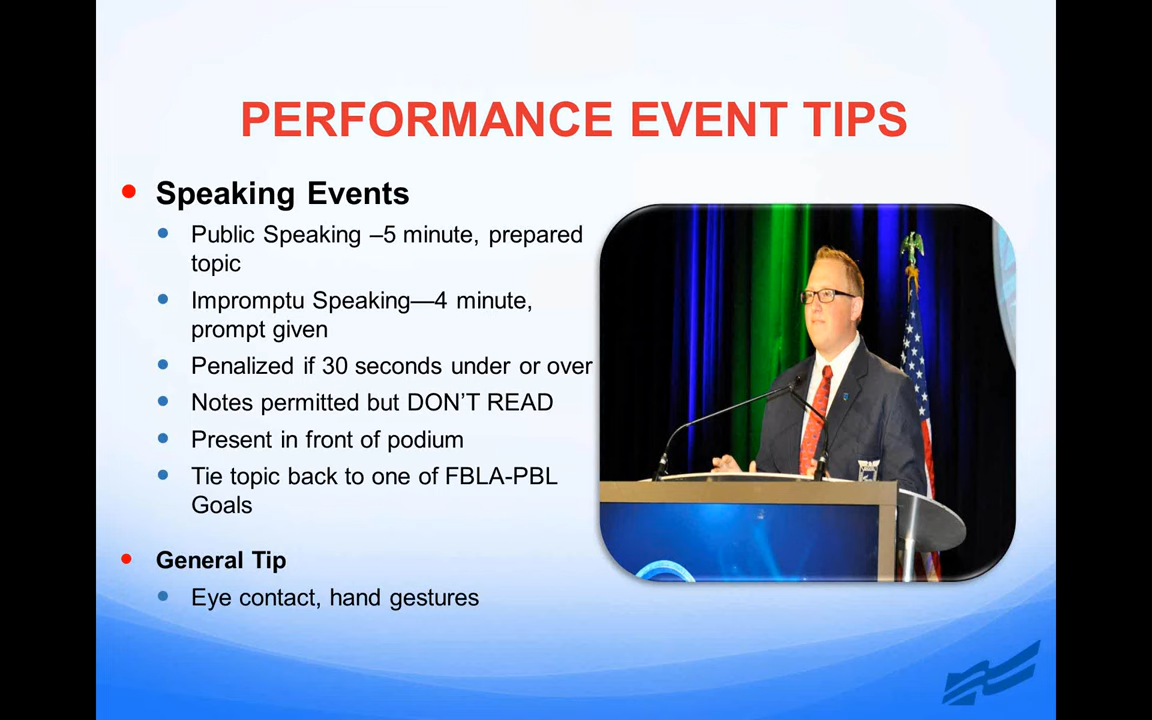 PERFORMANCE EVENT TIPS
Speaking Events
Public Speaking –5 minute, prepared
topic
Impromptu Speaking—4 minute,
prompt given
Penalized if 30 seconds under or over
Notes permitted but DON'T READ
Present in front of podium
Tie topic back to one of FBLA-PBL
Goals
General Tip
Eye contact, hand gestures